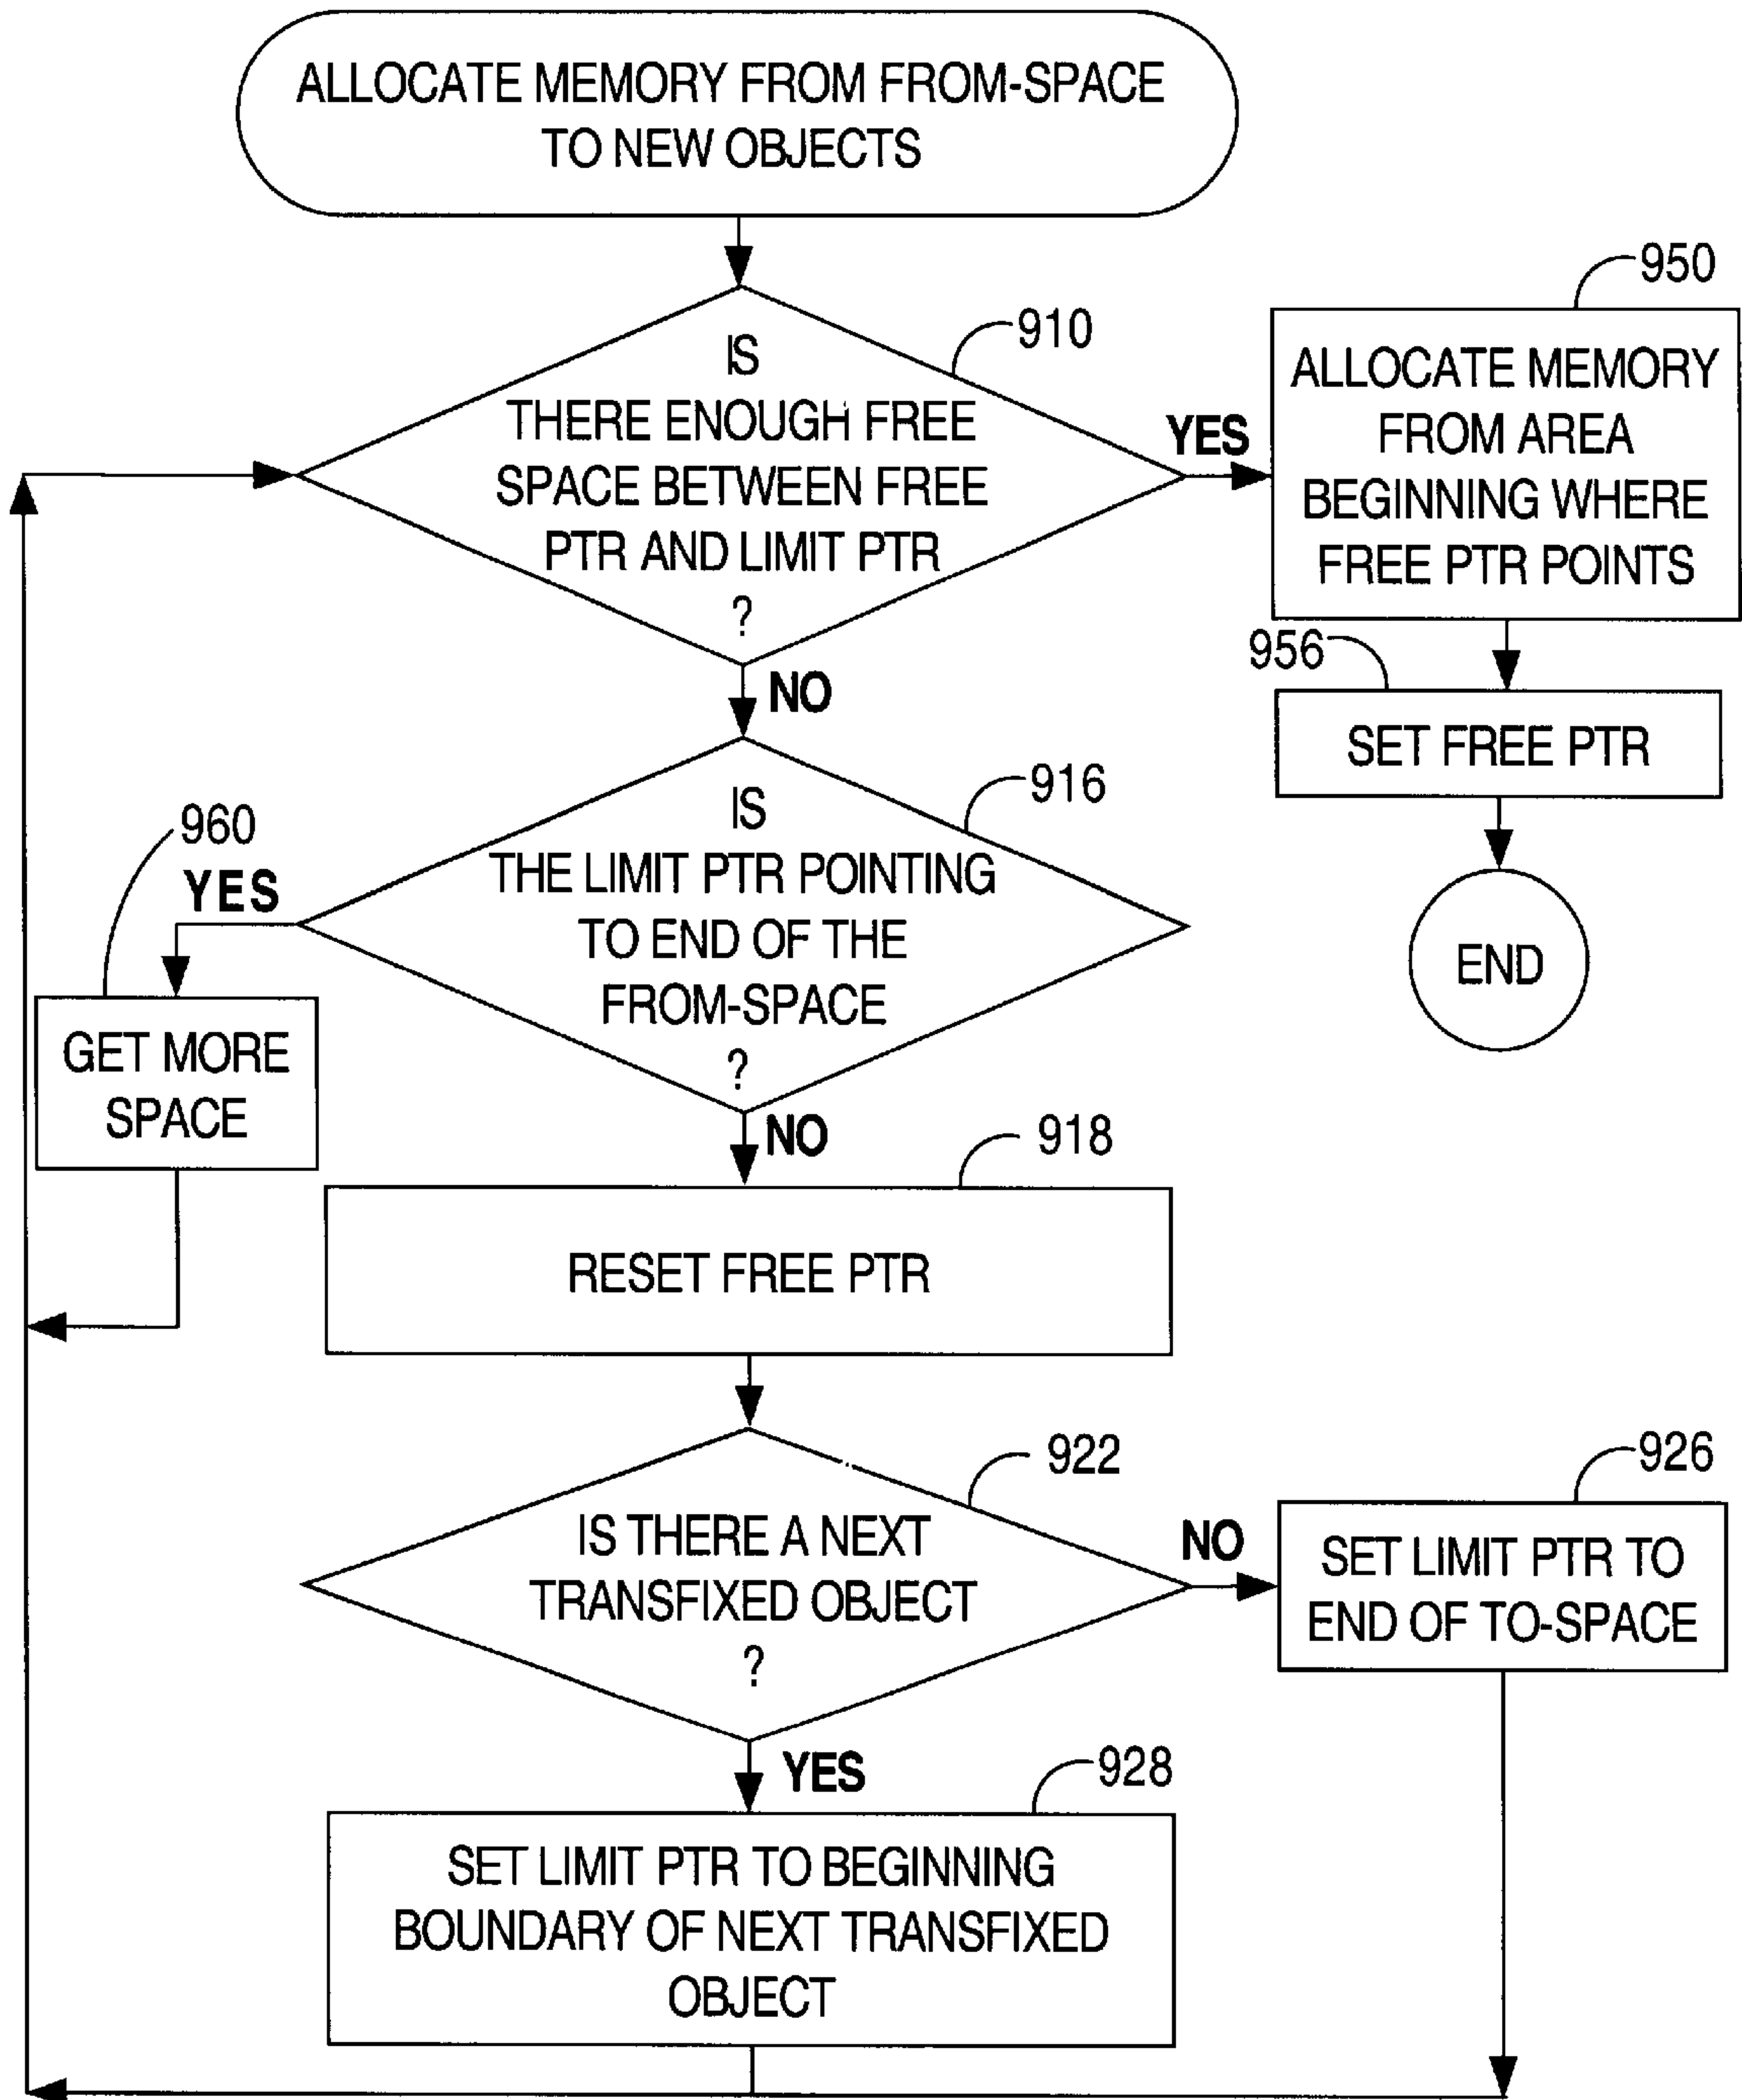 ALLOCATE MEMORY FROM FROM-SPACE
TO NEW OBJECTS
910
IS
THERE ENOUGH FREE
SPACE BETWEEN FREE
PTR AND LIMIT PTR
?
YES
950
ALLOCATE MEMORY
FROM AREA
BEGINNING WHERE
FREE PTR POINTS
956
SET FREE PTR
END
NO
916
IS
THE LIMIT PTR POINTING
TO END OF THE
FROM-SPACE
?
960
YES
GET MORE
SPACE
NO
918
RESET FREE PTR
922
IS THERE A NEXT
TRANSFIXED OBJECT
?
NO
926
SET LIMIT PTR TO
END OF TO-SPACE
YES
928
SET LIMIT PTR TO BEGINNING
BOUNDARY OF NEXT TRANSFIXED
OBJECT